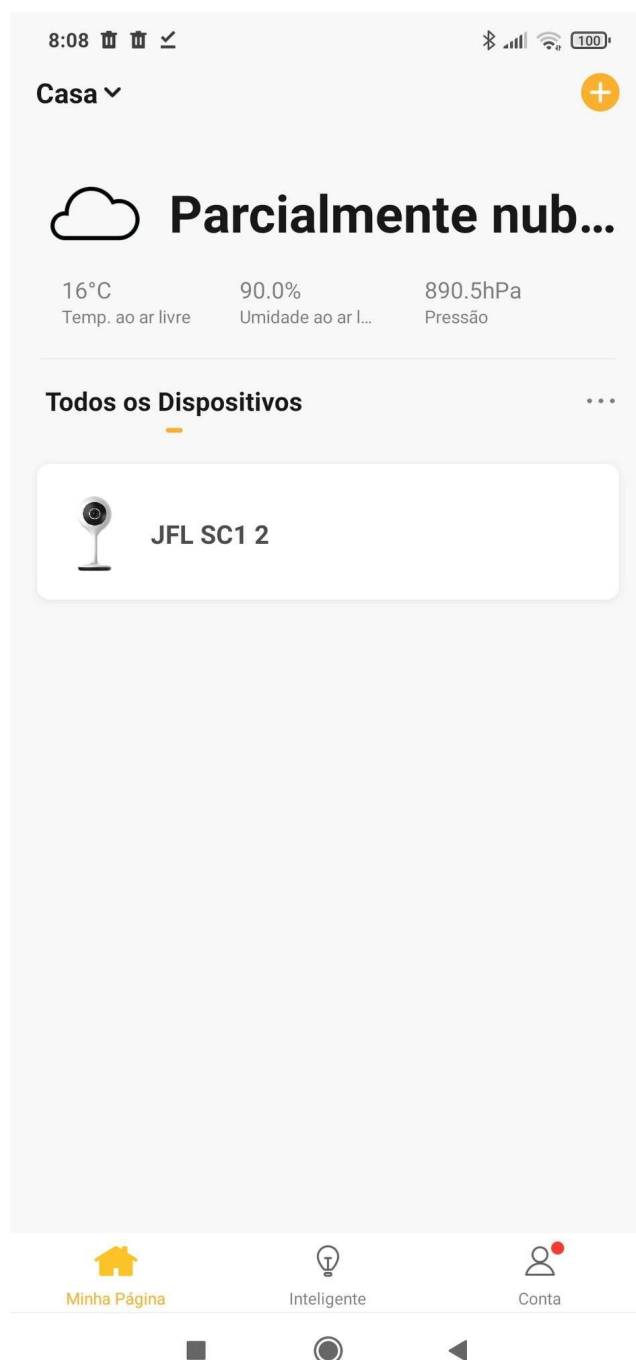 8:08
100
Casa
Parcialmente nub...
16°C 90.0% 890.5hPa
Temp. ao ar livre Umidade ao ar l... Pressão
Todos os Dispositivos
JFL SC1 2
Minha Página Inteligente Conta